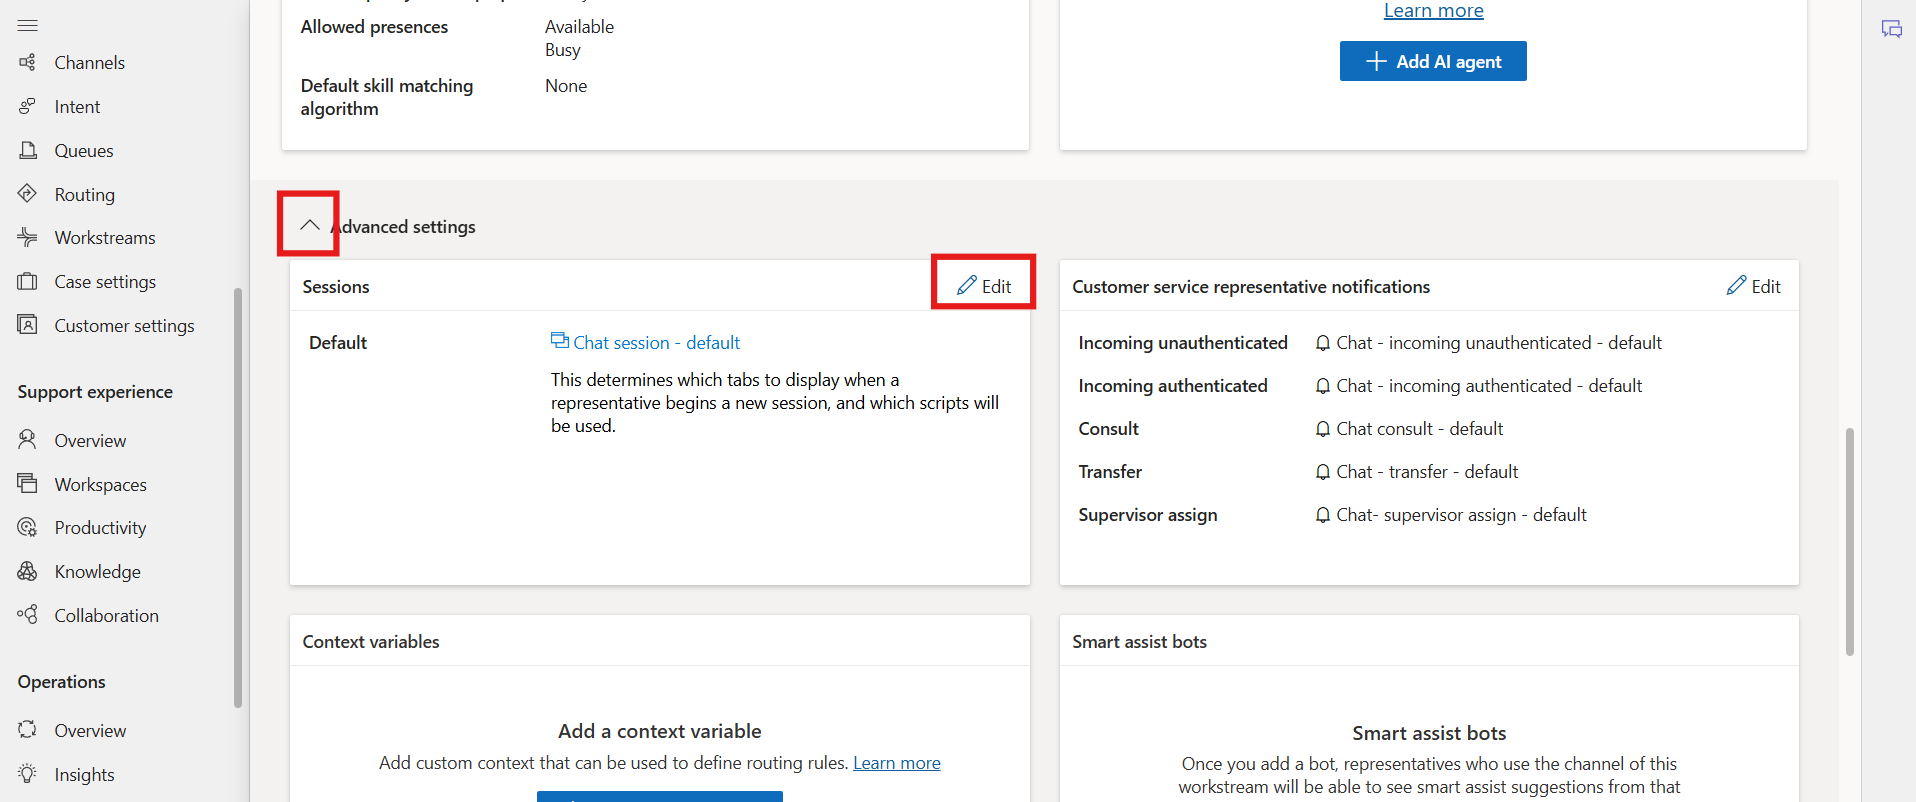 Channels
Intent
Queues
Routing
Workstreams
Case settings
Customer settings
Support experience
Overview
Workspaces
Productivity
Knowledge
Collaboration
Operations
Overview
Insights
Allowed presences
Available
Busy
Default skill matching
algorithm
None
Learn more
Add AI agent
Advanced settings
Sessions
Edit
Default
Chat session - default
This determines which tabs to display when a
representative begins a new session, and which scripts will
be used.
Customer service representative notifications
Edit
Incoming unauthenticated
Chat - incoming unauthenticated - default
Incoming authenticated
Chat - incoming authenticated - default
Consult
Chat consult - default
Transfer
Chat - transfer - default
Supervisor assign
Chat- supervisor assign - default
Context variables
Add a context variable
Add custom context that can be used to define routing rules. Learn more
Smart assist bots
Smart assist bots
Once you add a bot, representatives who use the channel of this
workstream will be able to see smart assist suggestions from that